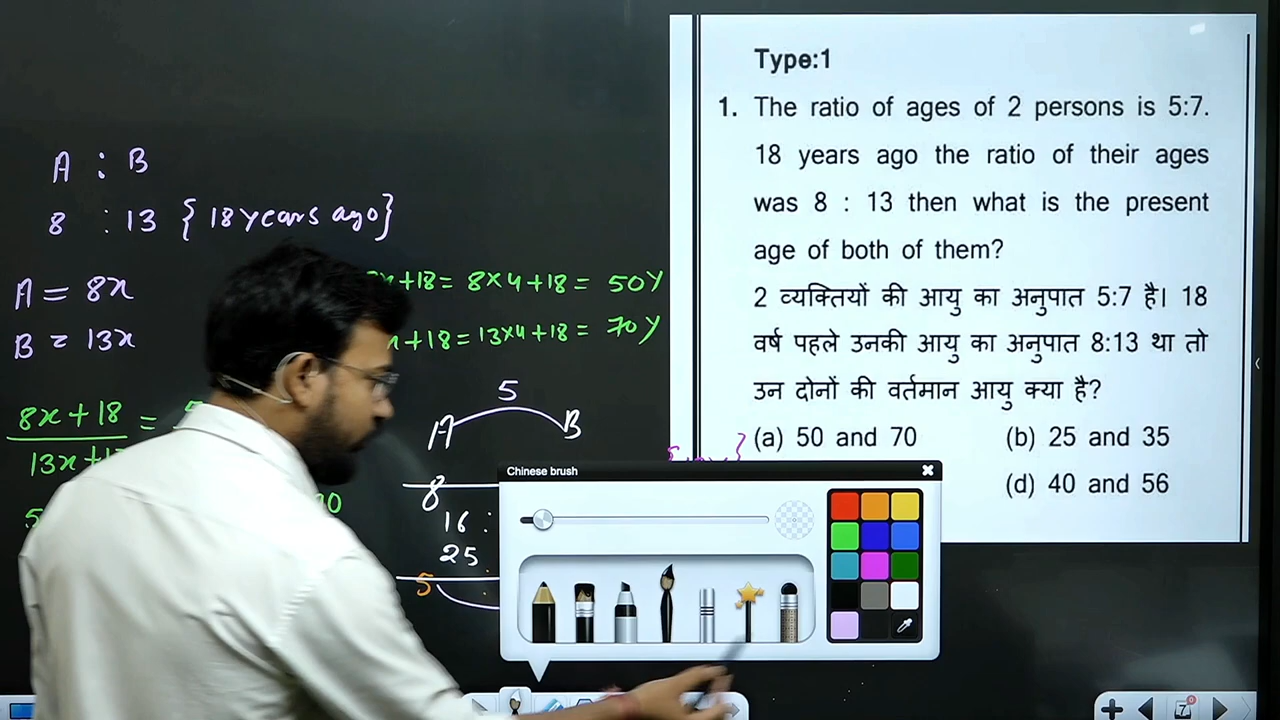 A : B
8 : 13 {18 years ago}
A = 8x
B = 13x
+18 = 8x4+18 = 50Y
+18 = 13x4+18 = 70Y
8x+18 =
5
A B
8
16 :
25 :
5 :
Type:1
1. The ratio of ages of 2 persons is 5:7.
18 years ago the ratio of their ages
was 8 : 13 then what is the present
age of both of them?
2 व्यक्तियों की आयु का अनुपात 5:7 है। 18
वर्ष पहले उनकी आयु का अनुपात 8:13 था तो
उन दोनों की वर्तमान आयु क्या है?
(a) 50 and 70 (b) 25 and 35
(d) 40 and 56
Chinese brush